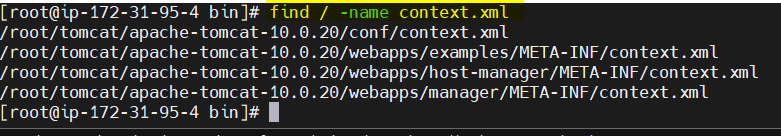 [root@ip-172-31-95-4 bin]# find / -name context.xml
/root/tomcat/apache-tomcat-10.0.20/conf/context.xml
/root/tomcat/apache-tomcat-10.0.20/webapps/examples/META-INF/context.xml
/root/tomcat/apache-tomcat-10.0.20/webapps/host-manager/META-INF/context.xml
/root/tomcat/apache-tomcat-10.0.20/webapps/manager/META-INF/context.xml
[root@ip-172-31-95-4 bin]#